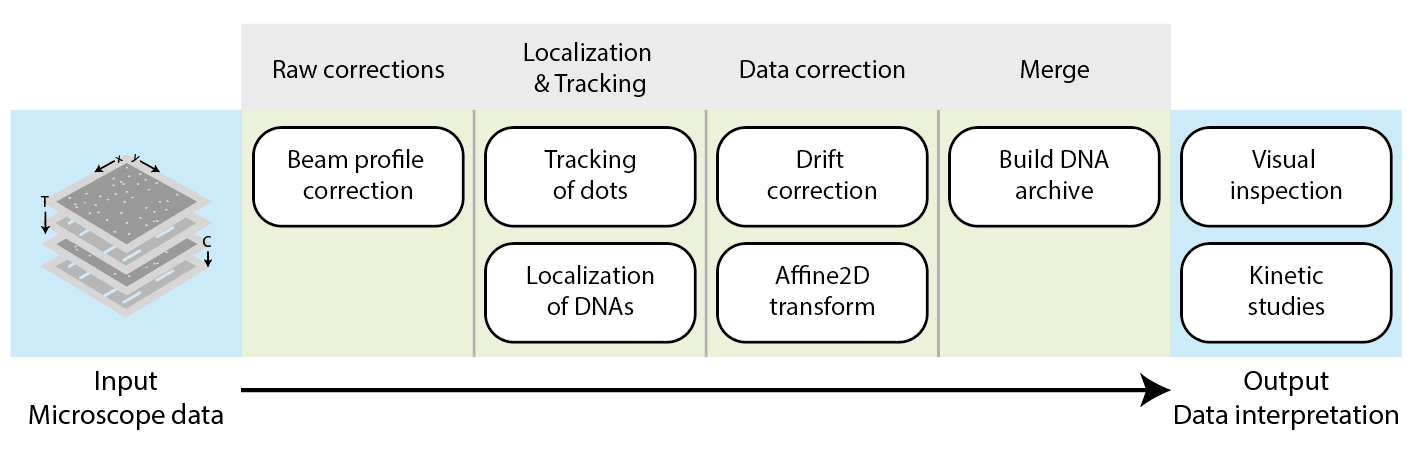 Raw corrections
Localization
& Tracking
Data correction
Merge
x y
T
C
Beam profile
correction
Tracking
of dots
Localization
of DNAs
Drift
correction
Affine2D
transform
Build DNA
archive
Visual
inspection
Kinetic
studies
Input
Microscope data
Output
Data interpretation